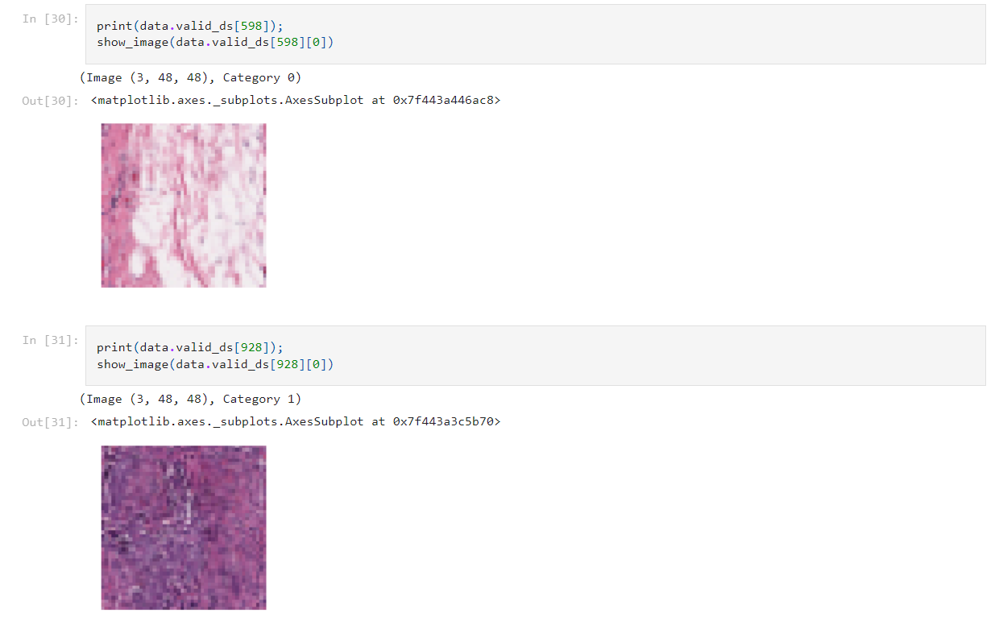 In [30]:
print(data.valid_ds[598]);
show_image(data.valid_ds[598][0])
(Image (3, 48, 48), Category 0)
Out[30]: <matplotlib.axes._subplots.AxesSubplot at 0x7f443a446ac8>
In [31]:
print(data.valid_ds[928]);
show_image(data.valid_ds[928][0])
(Image (3, 48, 48), Category 1)
Out[31]: <matplotlib.axes._subplots.AxesSubplot at 0x7f443a3c5b70>